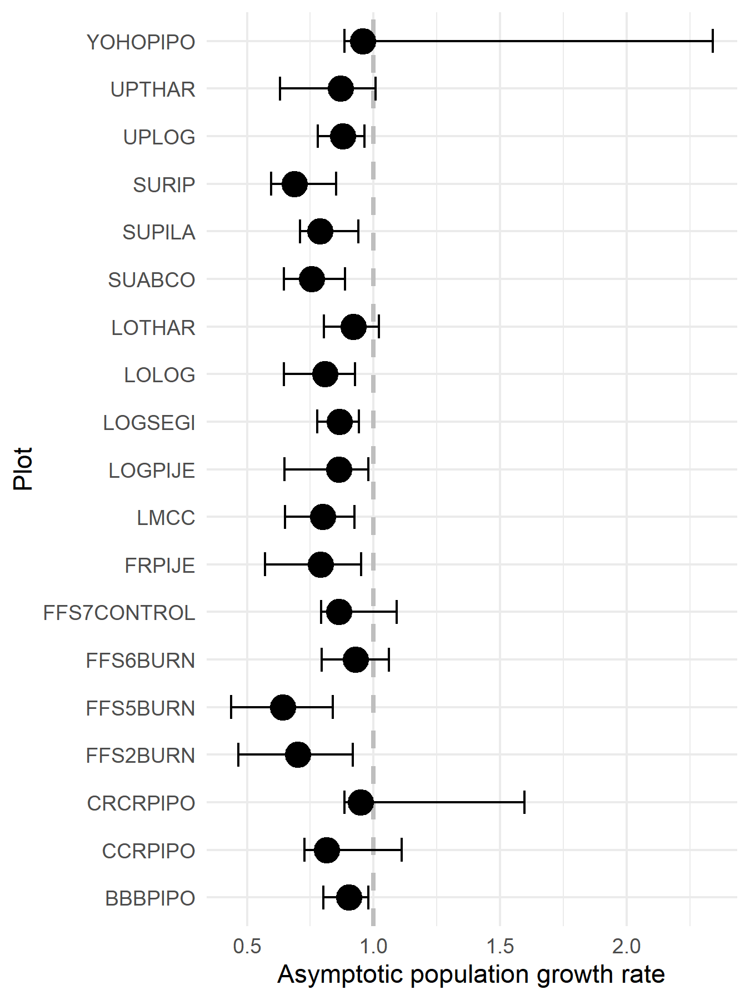 YOHOPIPO
UPTHAR
UPLOG
SURIP
SUPILA
SUABCO
LOTHAR
LOLOG
LOGSEGI
LOGPIJE
LMCC
FRPIJE
FFS7CONTROL
FFS6BURN
FFS5BURN
FFS2BURN
CRCRPIPO
CCRPIPO
BBBPIPO
Plot
0.5 1.0 1.5 2.0
Asymptotic population growth rate